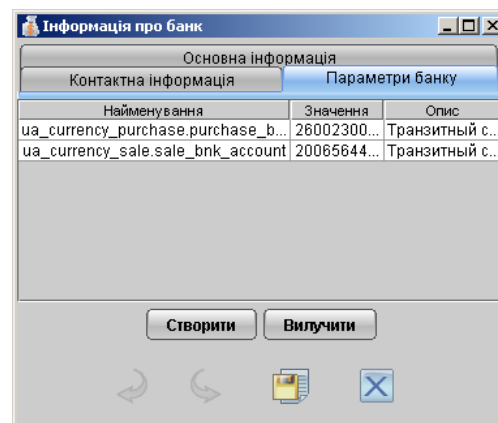 Інформація про банк
Основна інформація
Контактна інформація Параметри банку
Найменування Значення Опис
ua_currency_purchase.purchase_b... 26002300... Транзитный с...
ua_currency_sale.sale_bnk_account 20065644... Транзитный с...
Створити Вилучити